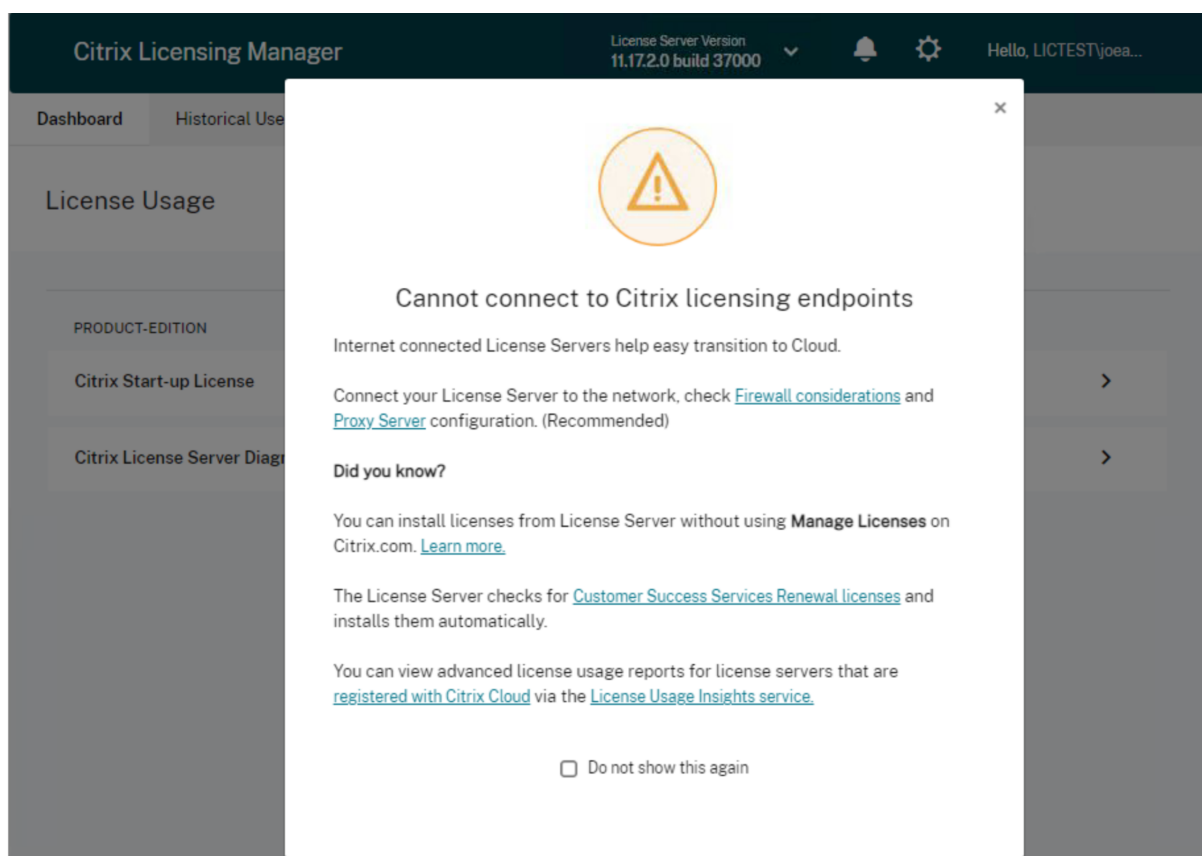 Citrix Licensing Manager
License Server Version
11.17.2.0 build 37000
Hello, LICTEST\joea...
Dashboard
Historical Use
License Usage
PRODUCT-EDITION
Citrix Start-up License
Citrix License Server Diagn
×
Cannot connect to Citrix licensing endpoints
Internet connected License Servers help easy transition to Cloud.
Connect your License Server to the network, check Firewall considerations and
Proxy Server configuration. (Recommended)
Did you know?
You can install licenses from License Server without using Manage Licenses on
Citrix.com. Learn more.
The License Server checks for Customer Success Services Renewal licenses and
installs them automatically.
You can view advanced license usage reports for license servers that are
registered with Citrix Cloud via the License Usage Insights service.
Do not show this again